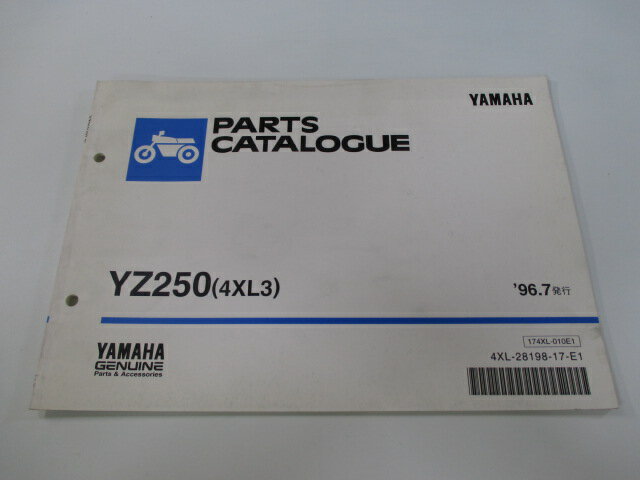 YAMAHA
PARTS
CATALOGUE
YZ250(4XL3)
'96.7発行
174XL-010E1
4XL-28198-17-E1
YAMAHA
GENUINE
Parts & Accessories